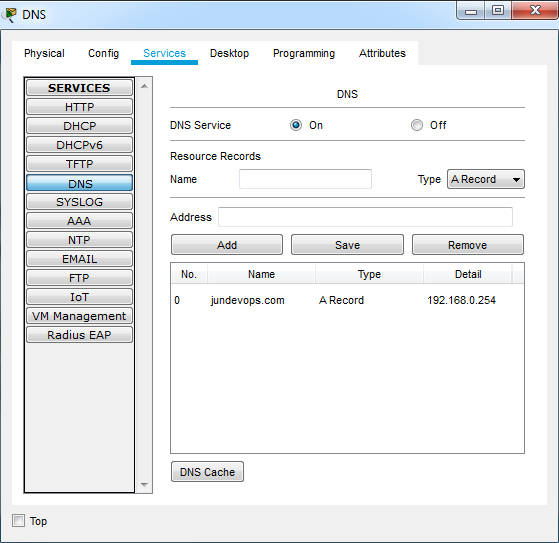 DNS
Physical Config Services Desktop Programming Attributes
SERVICES
HTTP
DHCP
DHCPv6
TFTP
DNS
SYSLOG
AAA
NTP
EMAIL
FTP
IoT
VM Management
Radius EAP
DNS
DNS Service On Off
Resource Records
Name Type A Record
Address
Add Save Remove
No. Name Type Detail
0 jundevops.com A Record 192.168.0.254
DNS Cache
Top